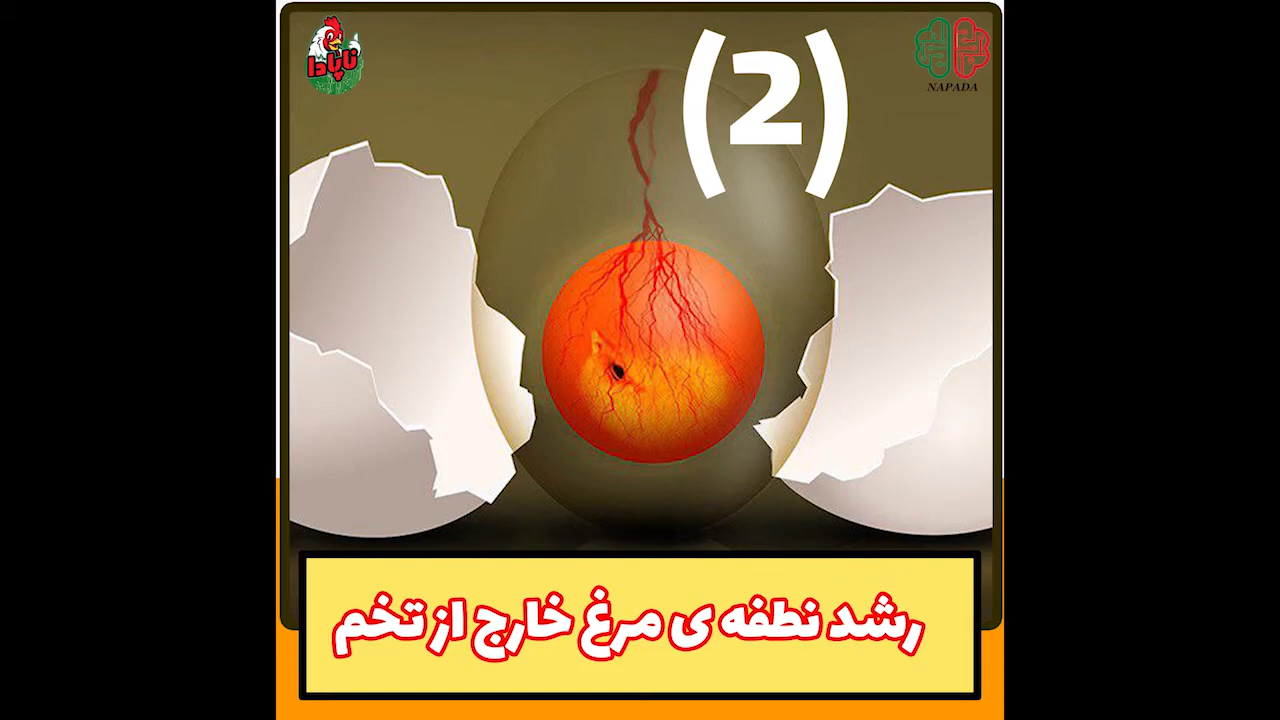 ناپادا
NAPADA
(2)
رشد نطفه ی مرغ خارج از تخم